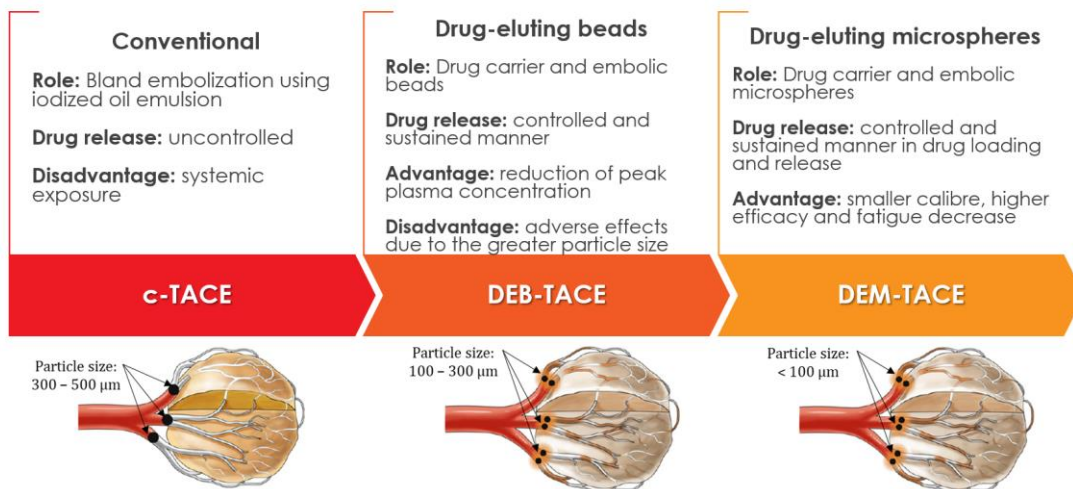 Conventional
Role: Bland embolization using
iodized oil emulsion
Drug release: uncontrolled
Disadvantage: systemic
exposure
Drug-eluting beads
Role: Drug carrier and embolic
beads
Drug release: controlled and
sustained manner
Advantage: reduction of peak
plasma concentration
Disadvantage: adverse effects
due to the greater particle size
Drug-eluting microspheres
Role: Drug carrier and embolic
microspheres
Drug release: controlled and
sustained manner in drug loading
and release
Advantage: smaller calibre, higher
efficacy and fatigue decrease
c-TACE
DEB-TACE
DEM-TACE
Particle size:
300 – 500 μm
Particle size:
100 – 300 μm
Particle size:
< 100 μm